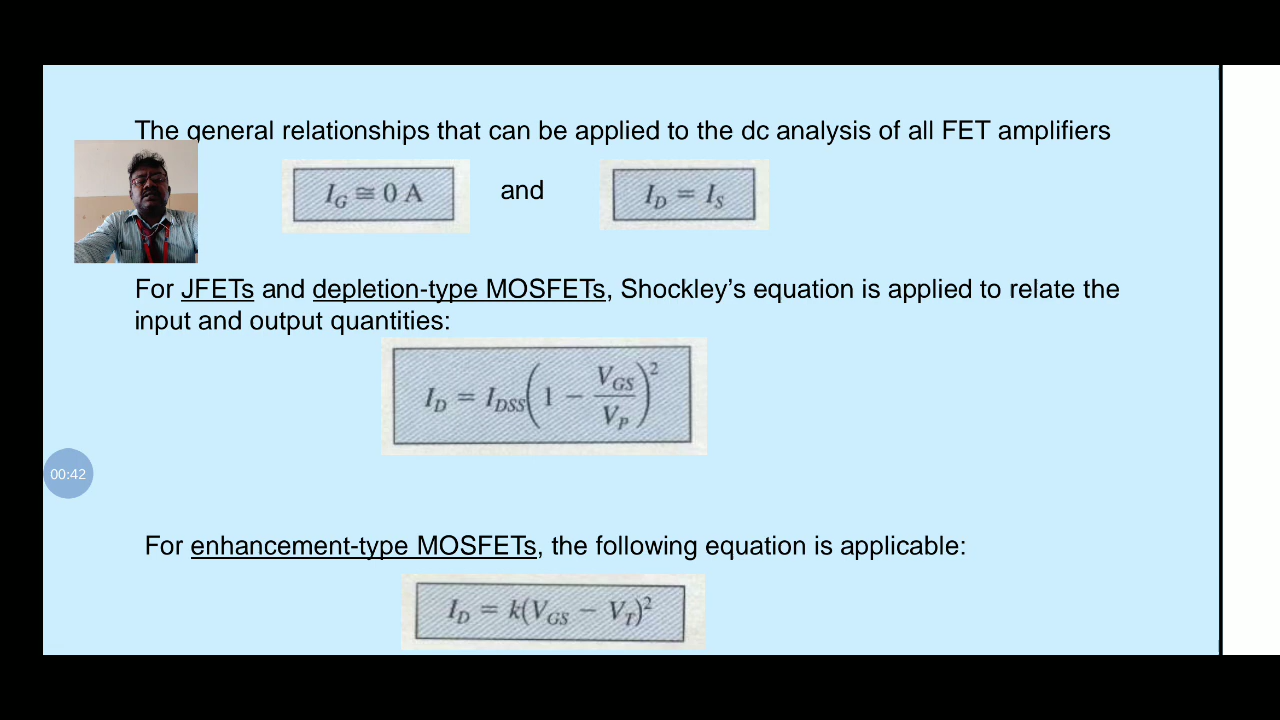 The general relationships that can be applied to the dc analysis of all FET amplifiers
I_G ≅ 0 A and I_D = I_S
For JFETs and depletion-type MOSFETs, Shockley’s equation is applied to relate the
input and output quantities:
I_D = I_DSS(1 − V_GS/V_P)²
00:42
For enhancement-type MOSFETs, the following equation is applicable:
I_D = k(V_GS − V_T)²